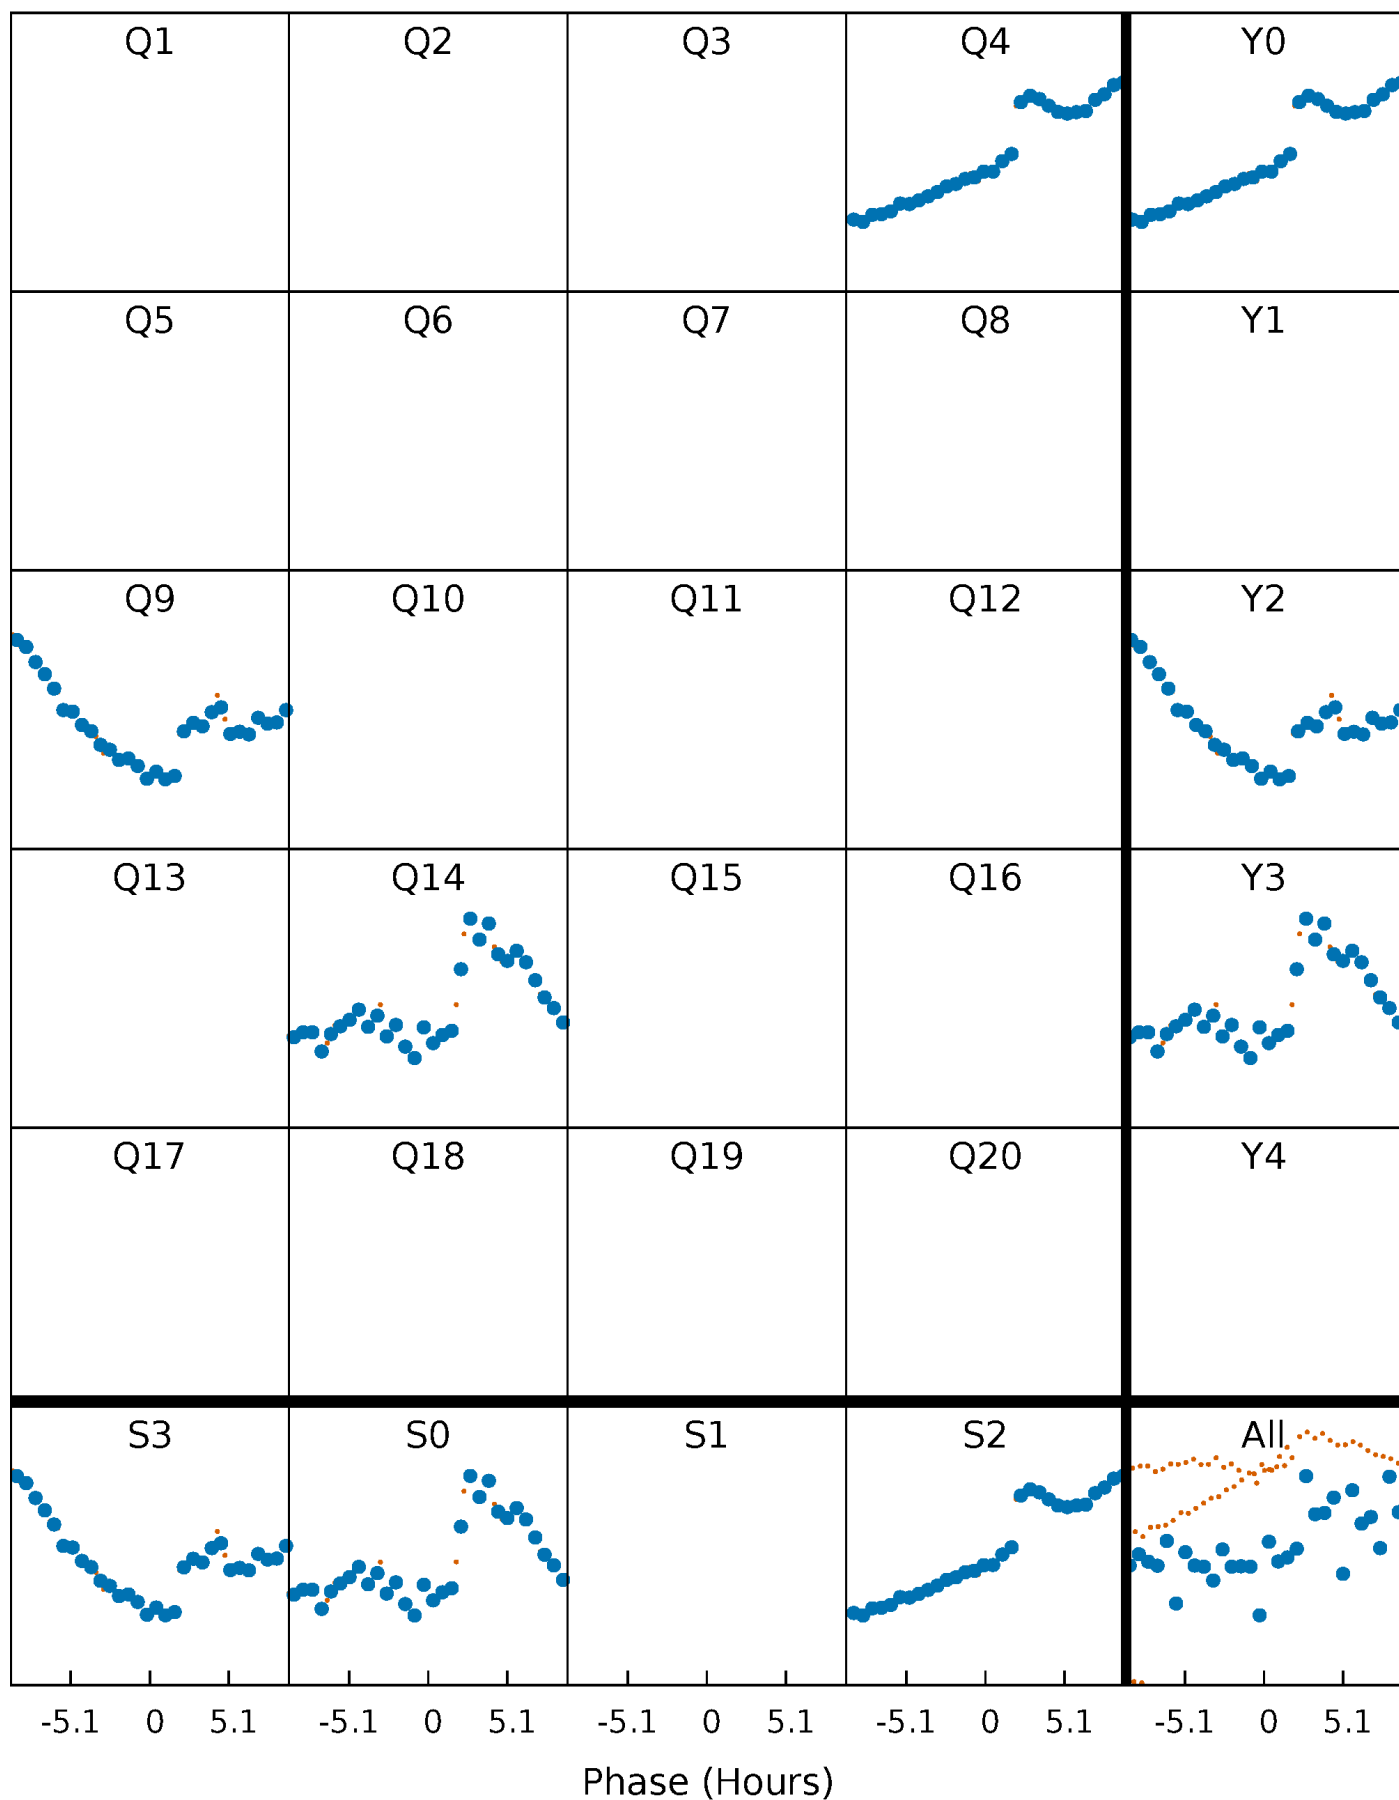 Q1 Q2 Q3 Q4 Y0
Q5 Q6 Q7 Q8 Y1
Q9 Q10 Q11 Q12 Y2
Q13 Q14 Q15 Q16 Y3
Q17 Q18 Q19 Q20 Y4
S3 S0 S1 S2 All
-5.1 0 5.1 -5.1 0 5.1 -5.1 0 5.1 -5.1 0 5.1 -5.1 0 5.1
Phase (Hours)